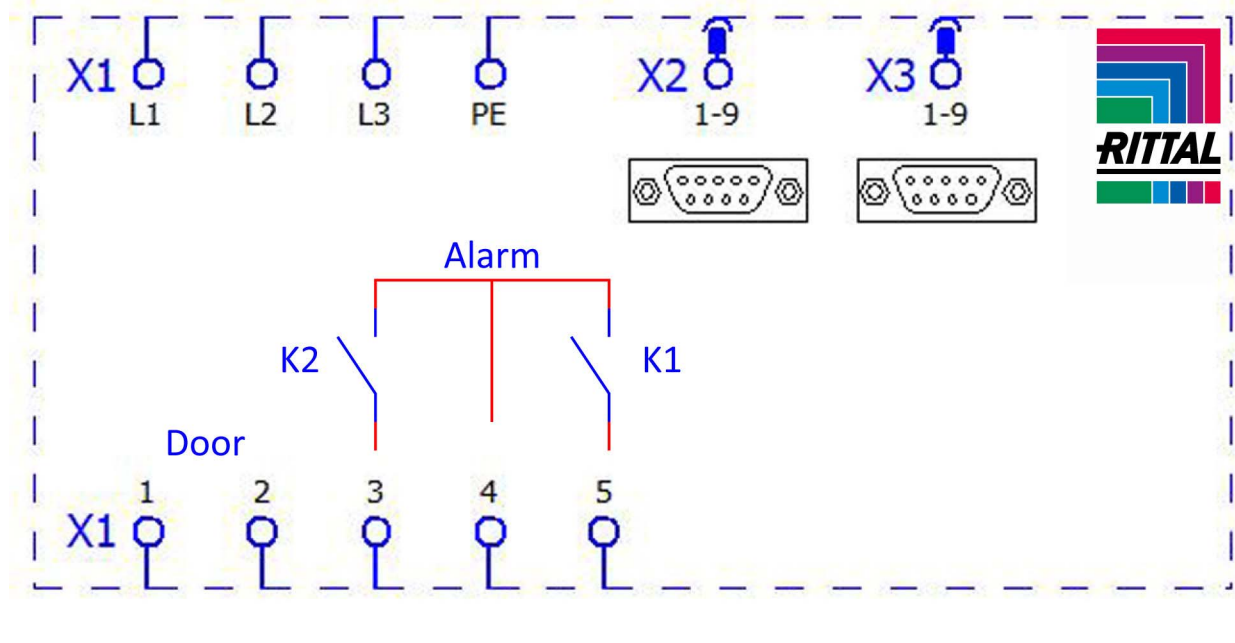 X1 L1 L2 L3 PE X2 1-9 X3 1-9
RITTAL
Alarm
K2 K1
Door
1 2 3 4 5
X1